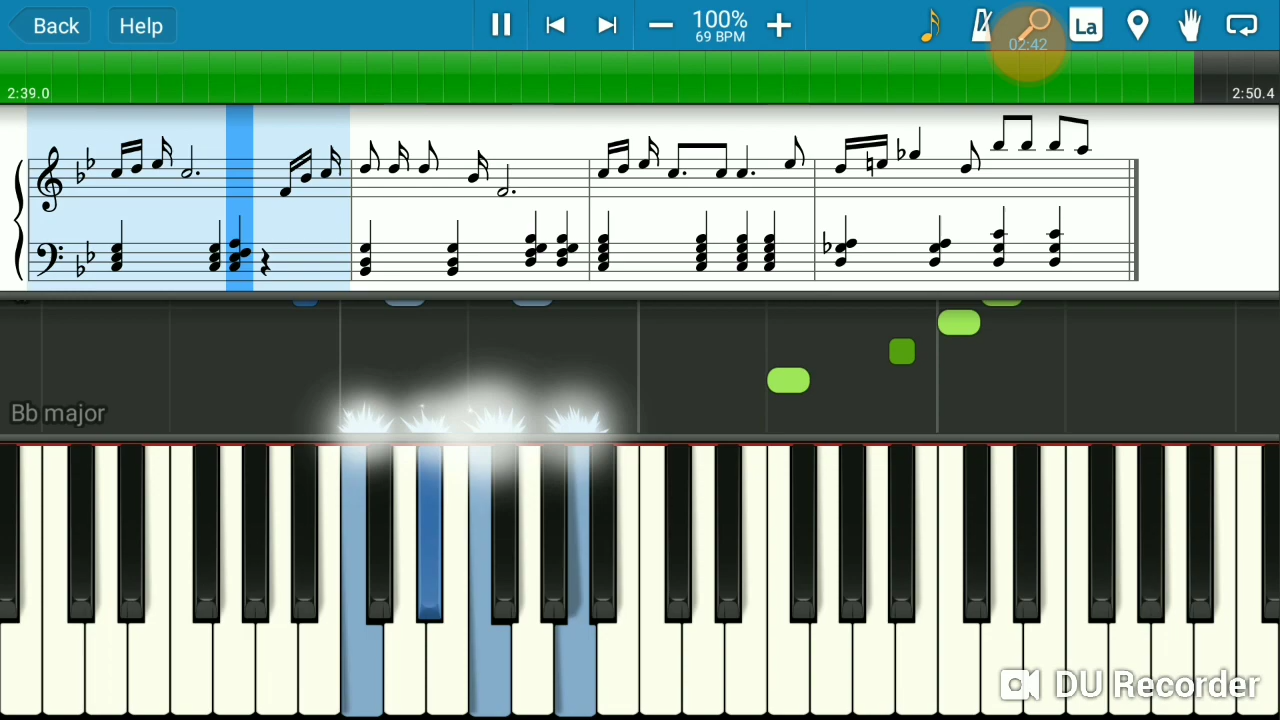 Back
Help
100%
69 BPM
La
02:42
2:39.0
2:50.4
Bb major
DU Recorder